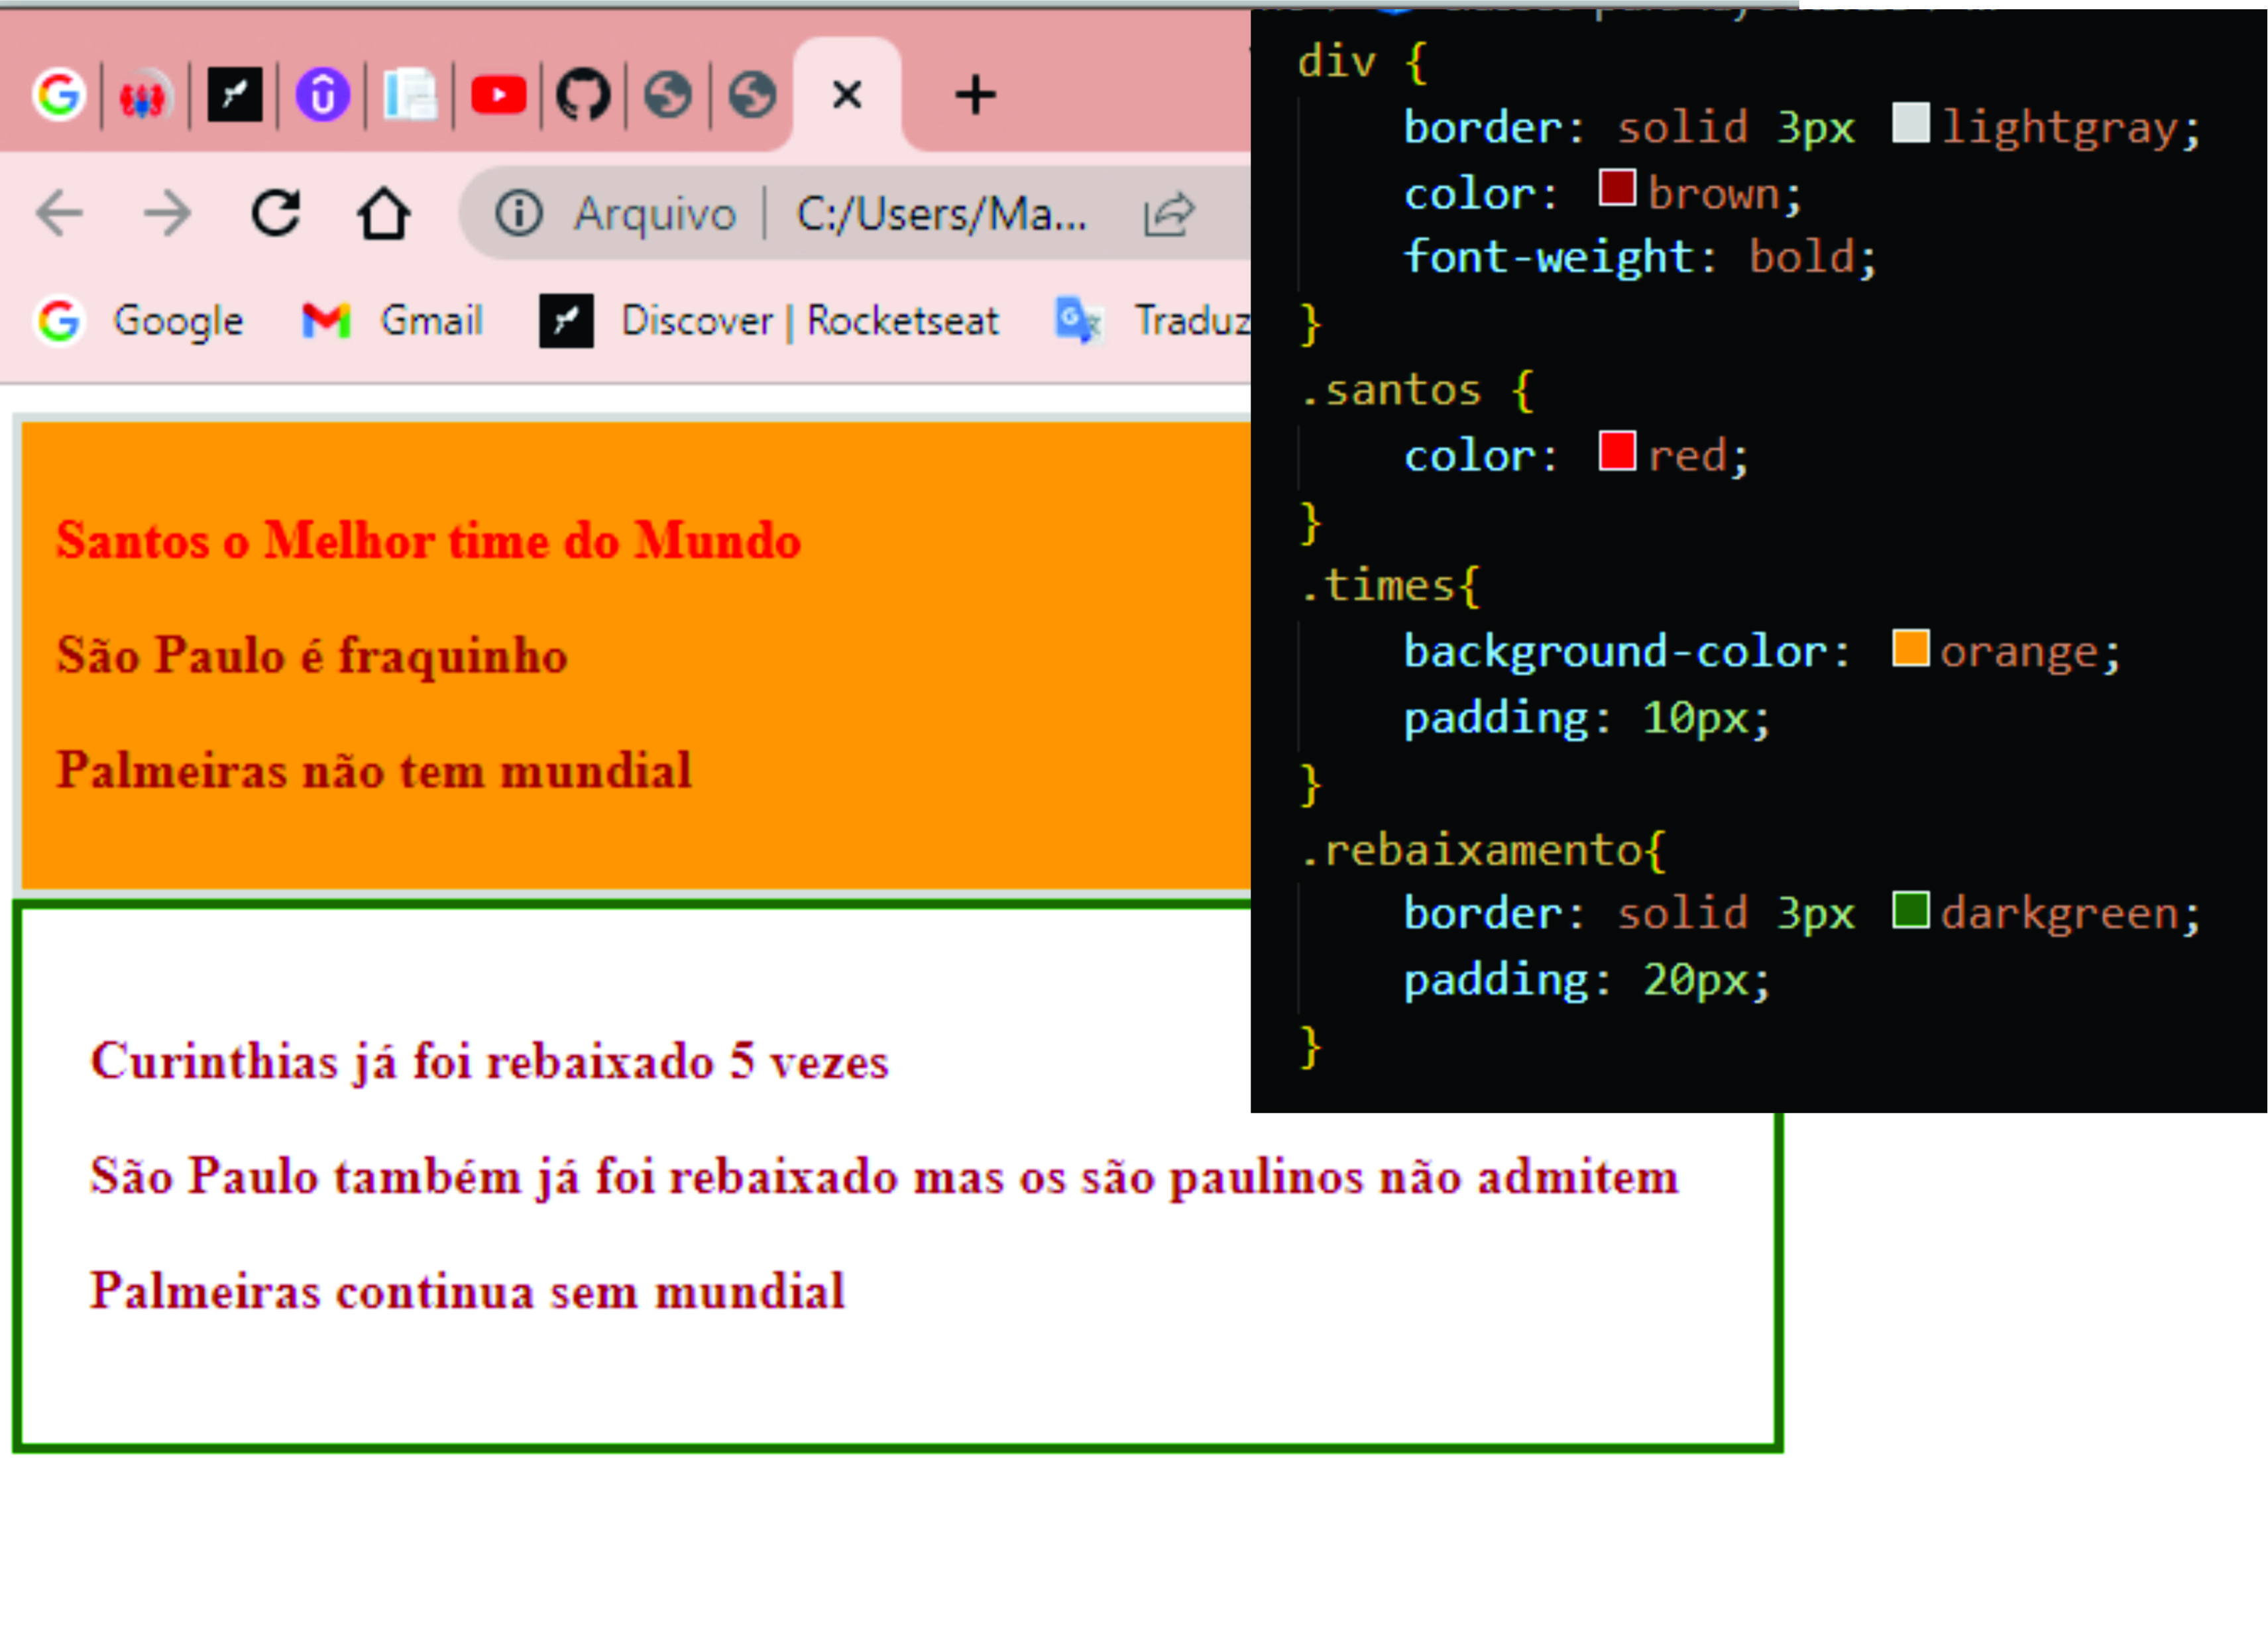 Arquivo | C:/Users/Ma...
Google Gmail Discover | Rocketseat Traduz
Santos o Melhor time do Mundo
São Paulo é fraquinho
Palmeiras não tem mundial
Curinthias já foi rebaixado 5 vezes
São Paulo também já foi rebaixado mas os são paulinos não admitem
Palmeiras continua sem mundial
div {
border: solid 3px lightgray;
color: brown;
font-weight: bold;
}
.santos {
color: red;
}
.times{
background-color: orange;
padding: 10px;
}
.rebaixamento{
border: solid 3px darkgreen;
padding: 20px;
}